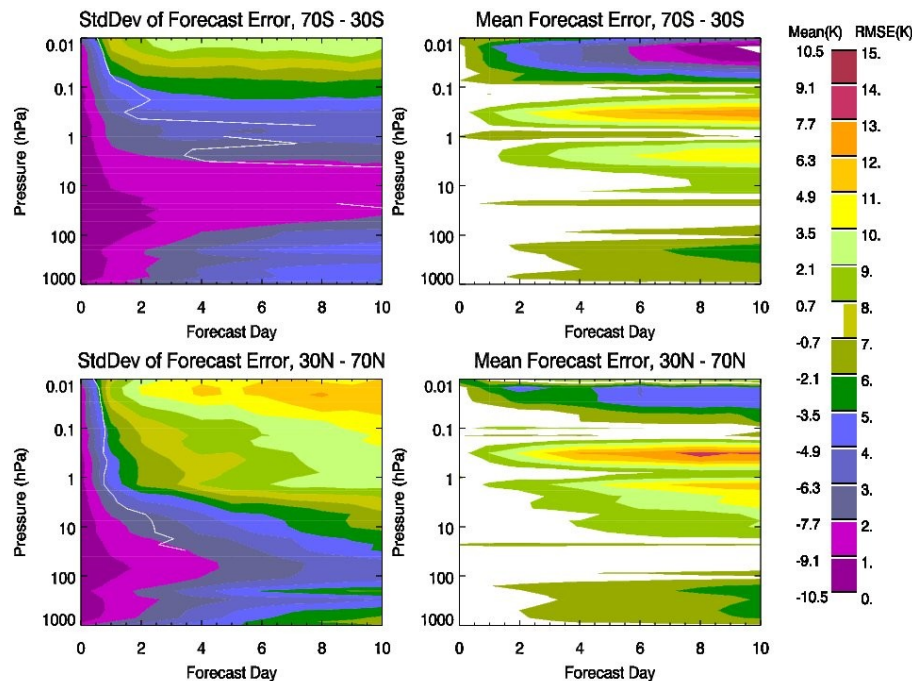 StdDev of Forecast Error, 70S - 30S
Pressure (hPa)
0.01
0.1
1
10
100
1000
0 2 4 6 8 10
Forecast Day
Mean Forecast Error, 70S - 30S
Pressure (hPa)
0.01
0.1
1
10
100
1000
0 2 4 6 8 10
Forecast Day
StdDev of Forecast Error, 30N - 70N
Pressure (hPa)
0.01
0.1
1
10
100
1000
0 2 4 6 8 10
Forecast Day
Mean Forecast Error, 30N - 70N
Pressure (hPa)
0.01
0.1
1
10
100
1000
0 2 4 6 8 10
Forecast Day
Mean(K) RMSE(K)
10.5 15.
9.1 14.
7.7 13.
6.3 12.
4.9 11.
3.5 10.
2.1 9.
0.7 8.
-0.7 7.
-2.1 6.
-3.5 5.
-4.9 4.
-6.3 3.
-7.7 2.
-9.1 1.
-10.5 0.